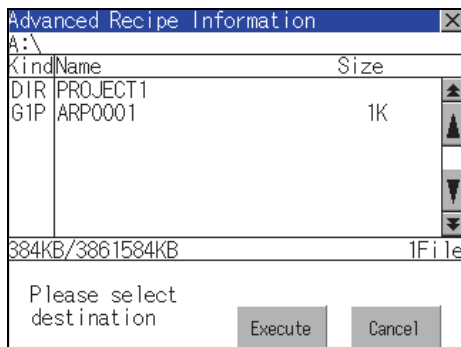 Advanced Recipe Information
A:\
Kind Name Size
DIR PROJECT1
G1P ARP0001 1K
384KB/3861584KB 1File
Please select
destination
Execute Cancel